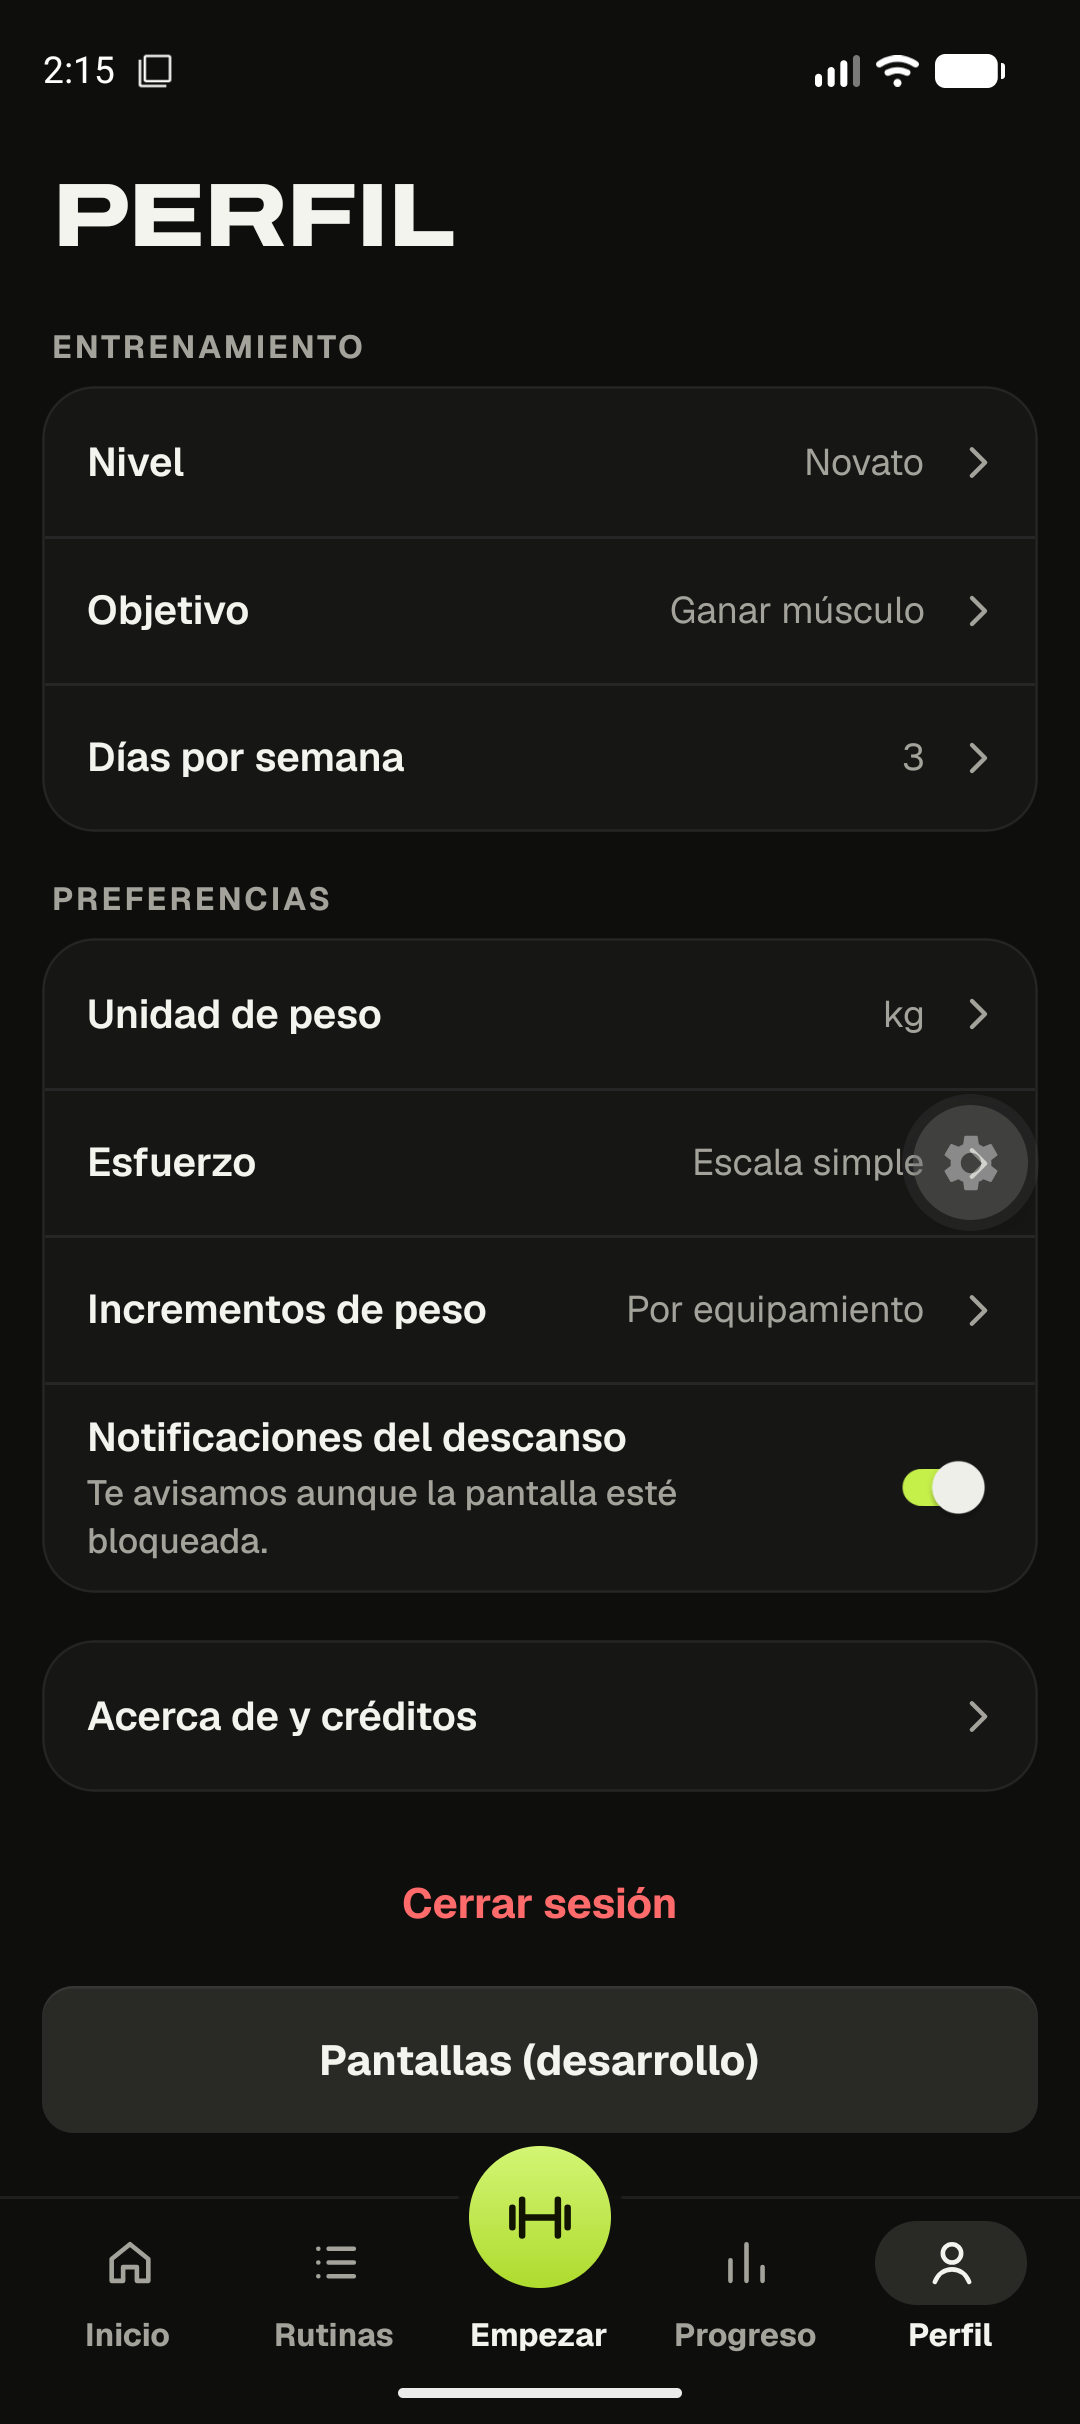 2:15
PERFIL
ENTRENAMIENTO
Nivel
Novato
Objetivo
Ganar músculo
Días por semana
3
PREFERENCIAS
Unidad de peso
kg
Esfuerzo
Escala simple
Incrementos de peso
Por equipamiento
Notificaciones del descanso
Te avisamos aunque la pantalla esté
bloqueada.
Acerca de y créditos
Cerrar sesión
Pantallas (desarrollo)
Inicio
Rutinas
Empezar
Progreso
Perfil